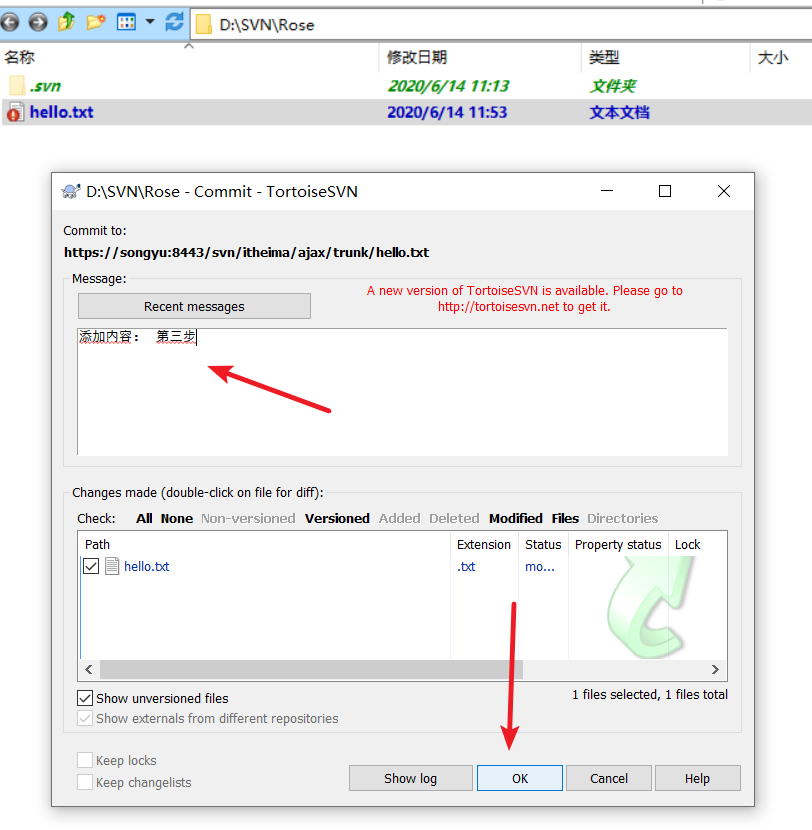 D:\SVN\Rose
名称 修改日期 类型 大小
.svn 2020/6/14 11:13 文件夹
hello.txt 2020/6/14 11:53 文本文档
D:\SVN\Rose - Commit - TortoiseSVN
Commit to:
https://songyu:8443/svn/itheima/ajax/trunk/hello.txt
Message:
Recent messages
A new version of TortoiseSVN is available. Please go to
http://tortoisesvn.net to get it.
添加内容： 第三步
Changes made (double-click on file for diff):
Check: All None Non-versioned Versioned Added Deleted Modified Files Directories
Path Extension Status Property status Lock
hello.txt .txt mo...
Show unversioned files
1 files selected, 1 files total
Show externals from different repositories
Keep locks
Keep changelists
Show log OK Cancel Help